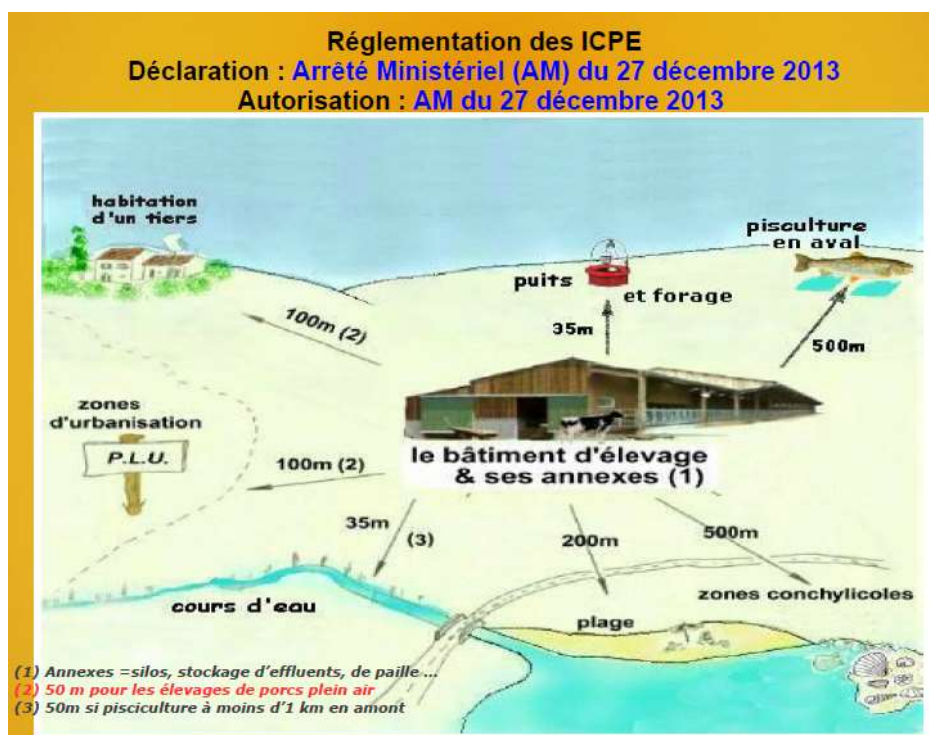 Réglementation des ICPE
Déclaration : Arrêté Ministériel (AM) du 27 décembre 2013
Autorisation : AM du 27 décembre 2013
habitation
d'un tiers
pisculture
en aval
puits
et forage
35m
500m
100m (2)
zones
d'urbanisation
P.L.U.
le bâtiment d'élevage
& ses annexes (1)
100m (2)
35m
(3)
200m
500m
cours d'eau
plage
zones conchylicoles
(1) Annexes =silos, stockage d'effluents, de paille ...
(2) 50 m pour les élevages de porcs plein air
(3) 50m si pisciculture à moins d'1 km en amont